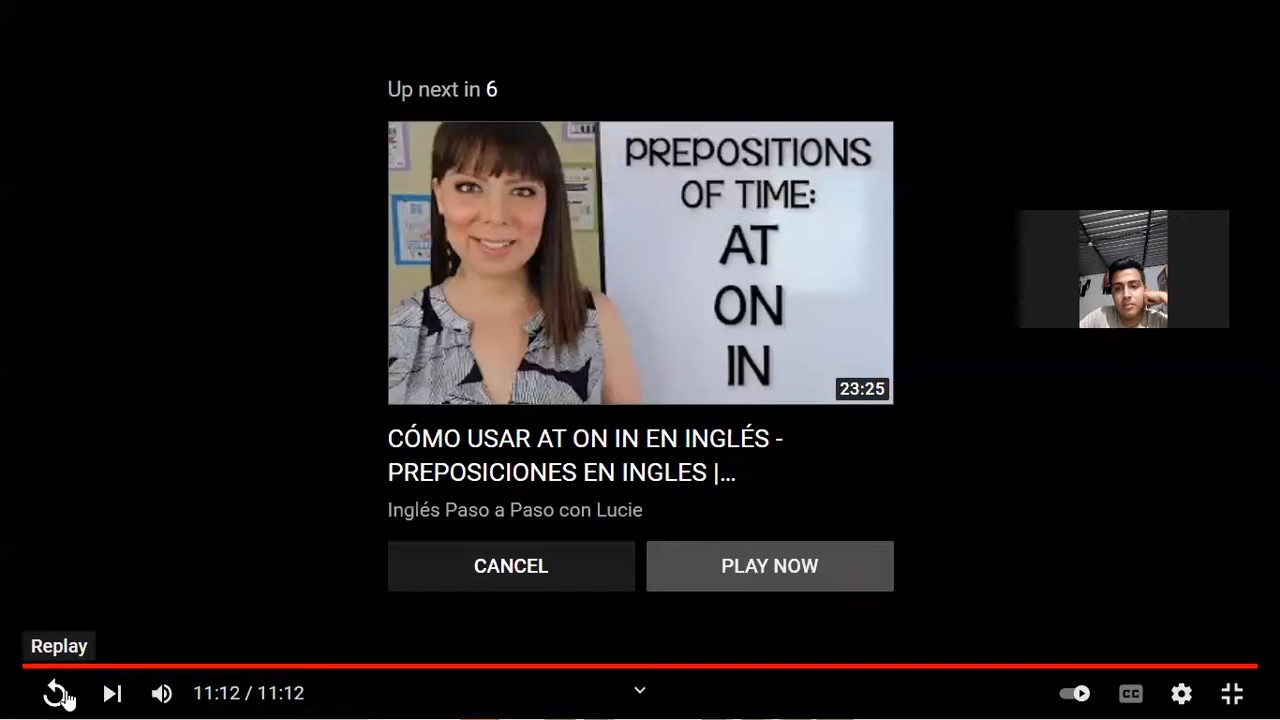 Up next in 6
PREPOSITIONS
OF TIME:
AT
ON
IN
23:25
CÓMO USAR AT ON IN EN INGLÉS -
PREPOSICIONES EN INGLES |...
Inglés Paso a Paso con Lucie
CANCEL
PLAY NOW
Replay
11:12 / 11:12
CC